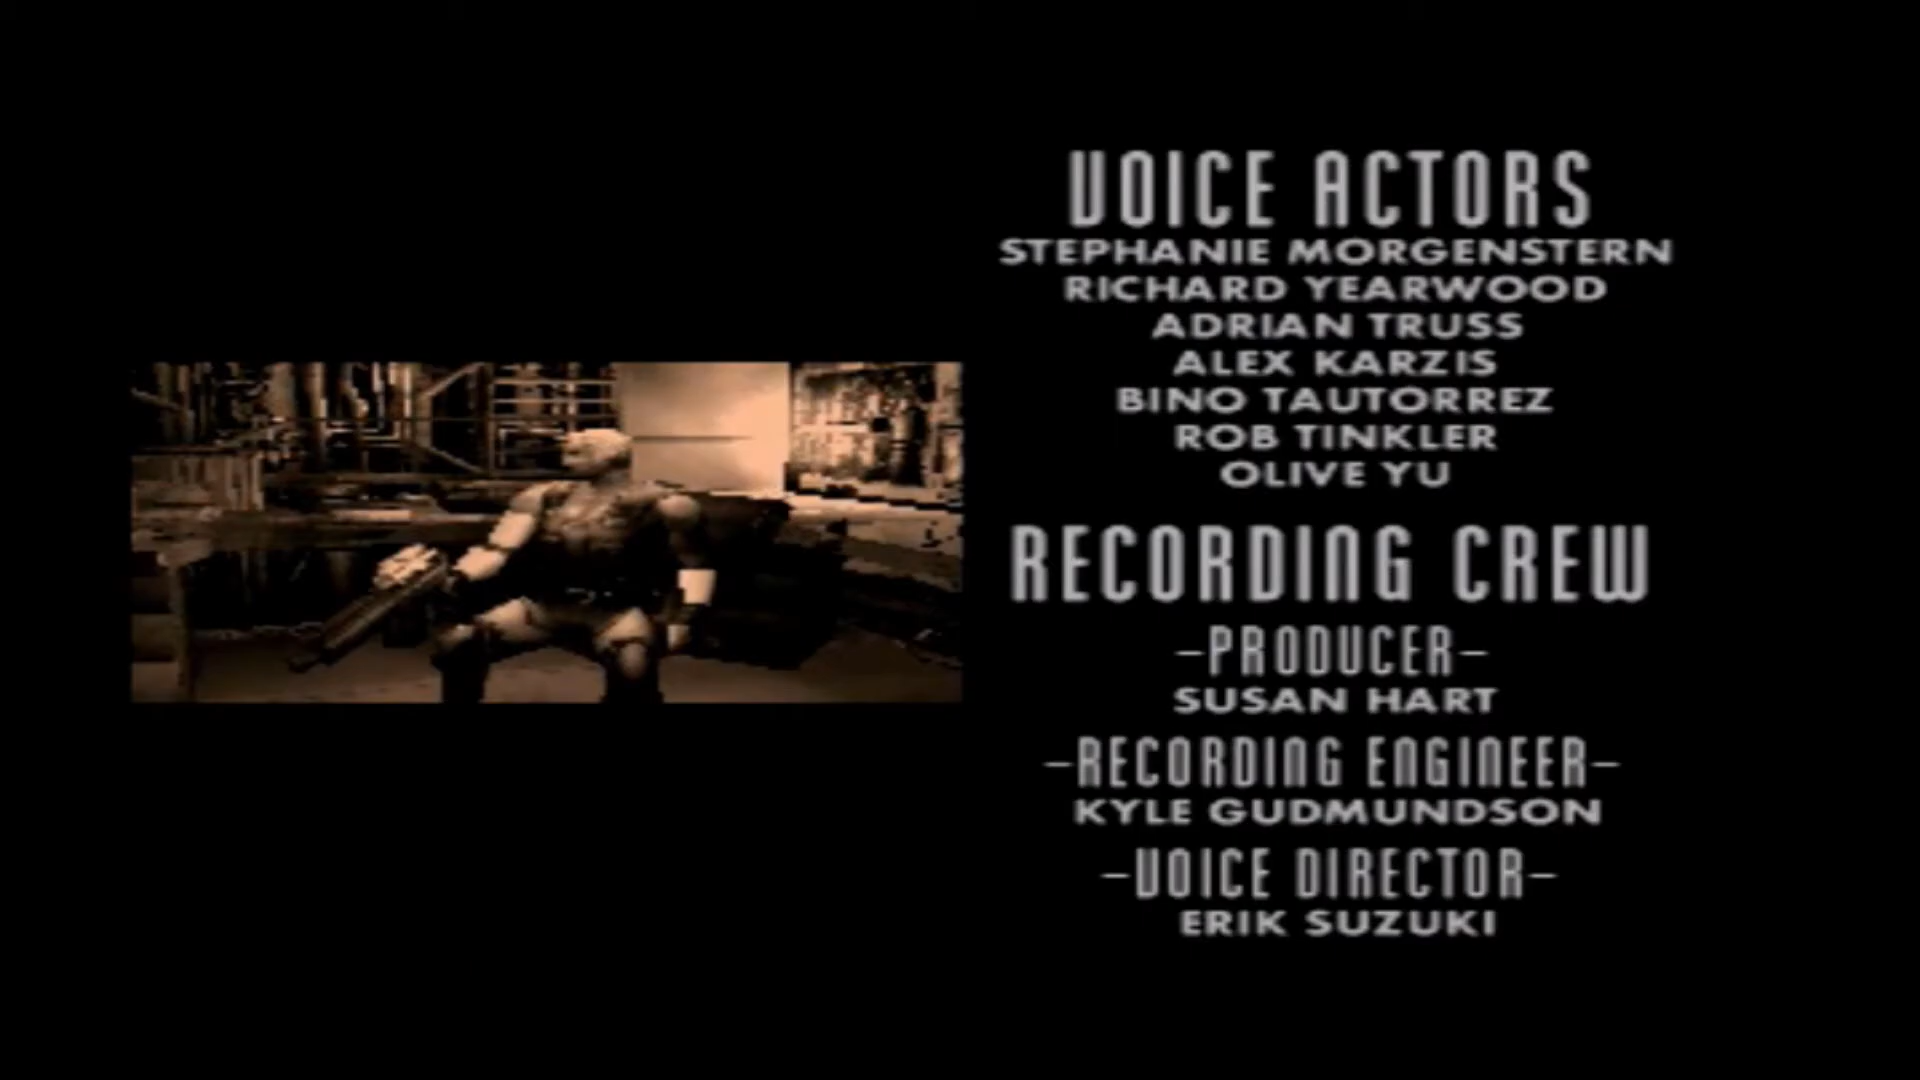 VOICE ACTORS
STEPHANIE MORGENSTERN
RICHARD YEARWOOD
ADRIAN TRUSS
ALEX KARZIS
BINO TAUTORREZ
ROB TINKLER
OLIVE YU
RECORDING CREW
-PRODUCER-
SUSAN HART
-RECORDING ENGINEER-
KYLE GUDMUNDSON
-VOICE DIRECTOR-
ERIK SUZUKI